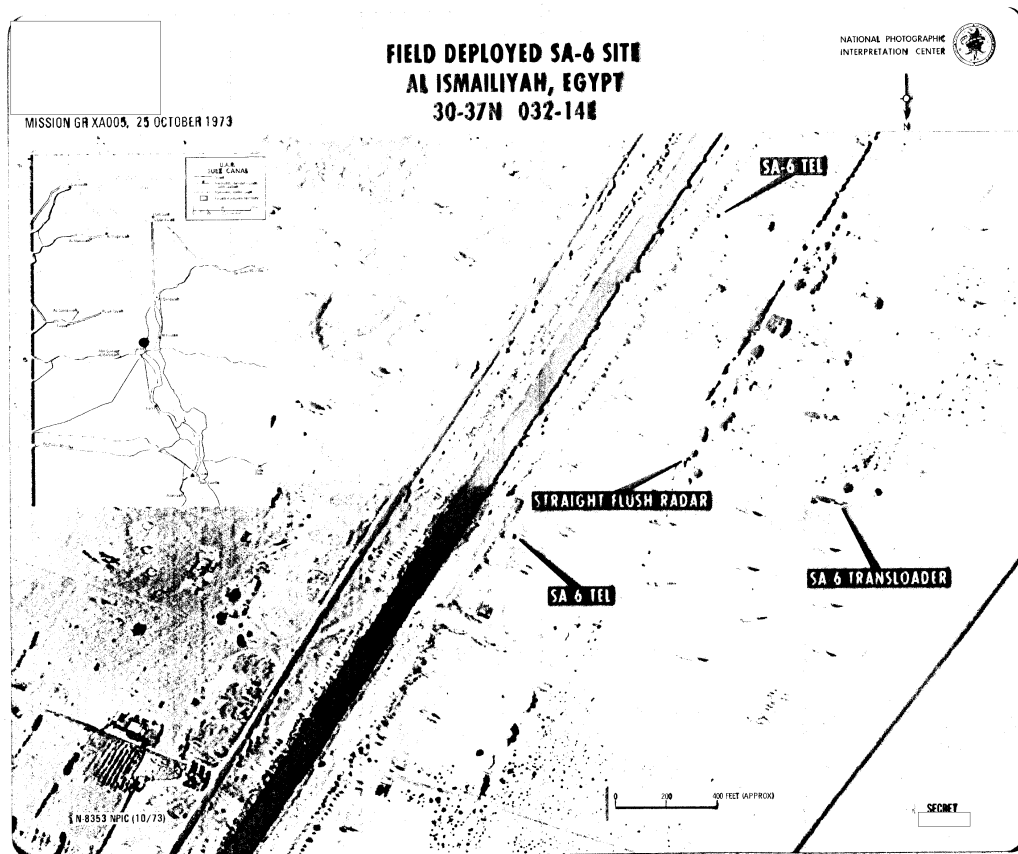 FIELD DEPLOYED SA-6 SITE
AL ISMAILIYAH, EGYPT
30-37N 032-14E
NATIONAL PHOTOGRAPHIC
INTERPRETATION CENTER
N
MISSION GR XA005, 25 OCTOBER 1973
U.A.R.
SUEZ CANAL
SA-6 TEL
STRAIGHT FLUSH RADAR
SA 6 TEL
SA 6 TRANSLOADER
0 200 400 FEET (APPROX)
N-8353 NPIC (10/73)
SECRET